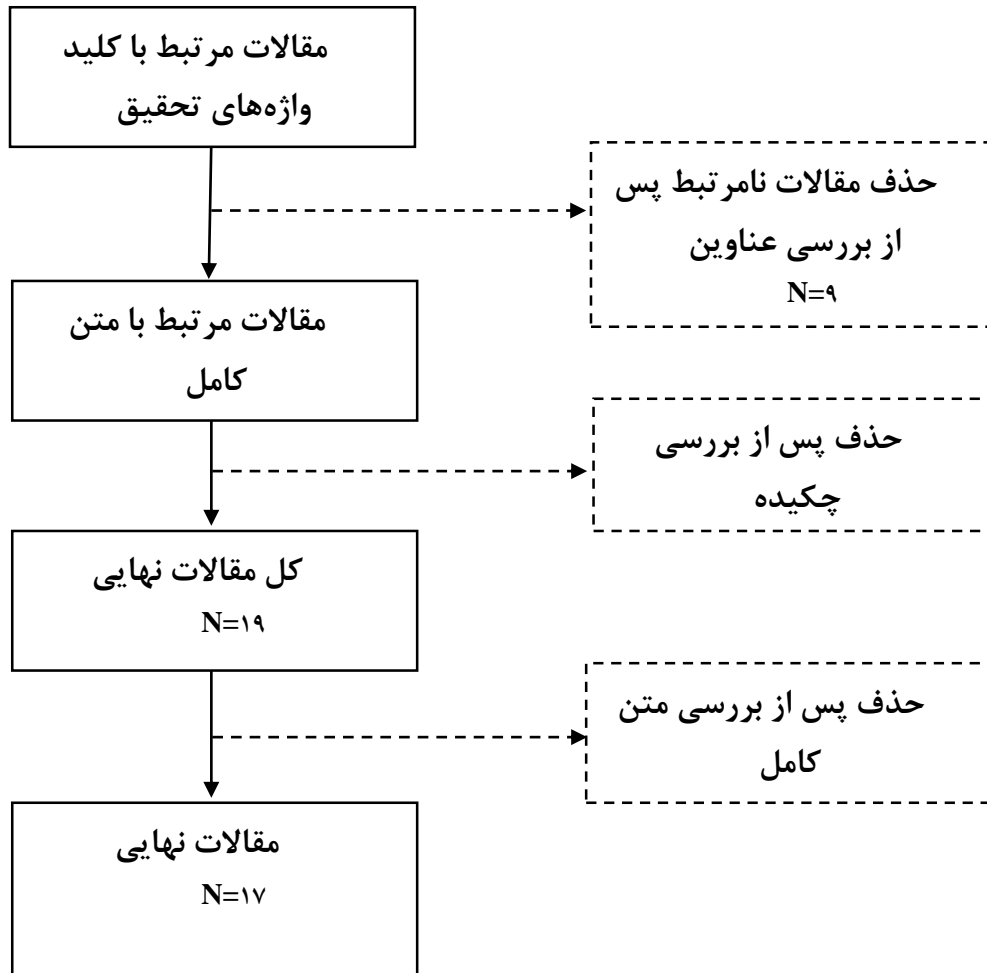 مقالات مرتبط با کلید
واژه‌های تحقیق
حذف مقالات نامرتبط پس
از بررسی عناوین
N=۹
مقالات مرتبط با متن
کامل
حذف پس از بررسی
چکیده
کل مقالات نهایی
N=۱۹
حذف پس از بررسی متن
کامل
مقالات نهایی
N=۱۷